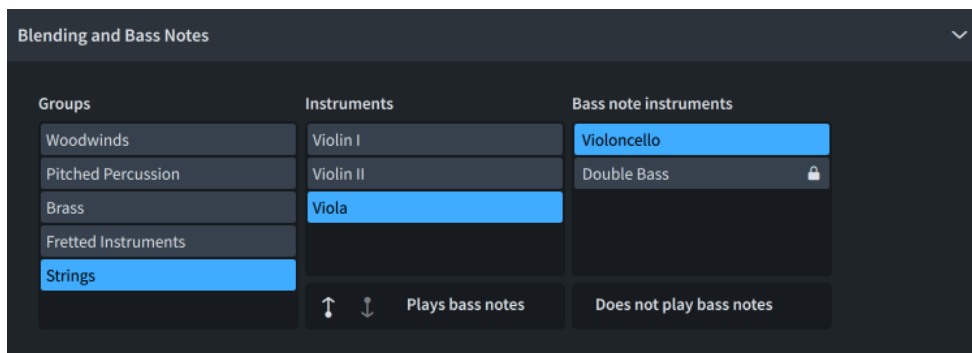 Blending and Bass Notes
Groups
Instruments
Bass note instruments
Woodwinds
Violin I
Violoncello
Pitched Percussion
Violin II
Double Bass
Brass
Viola
Fretted Instruments
Strings
Plays bass notes
Does not play bass notes